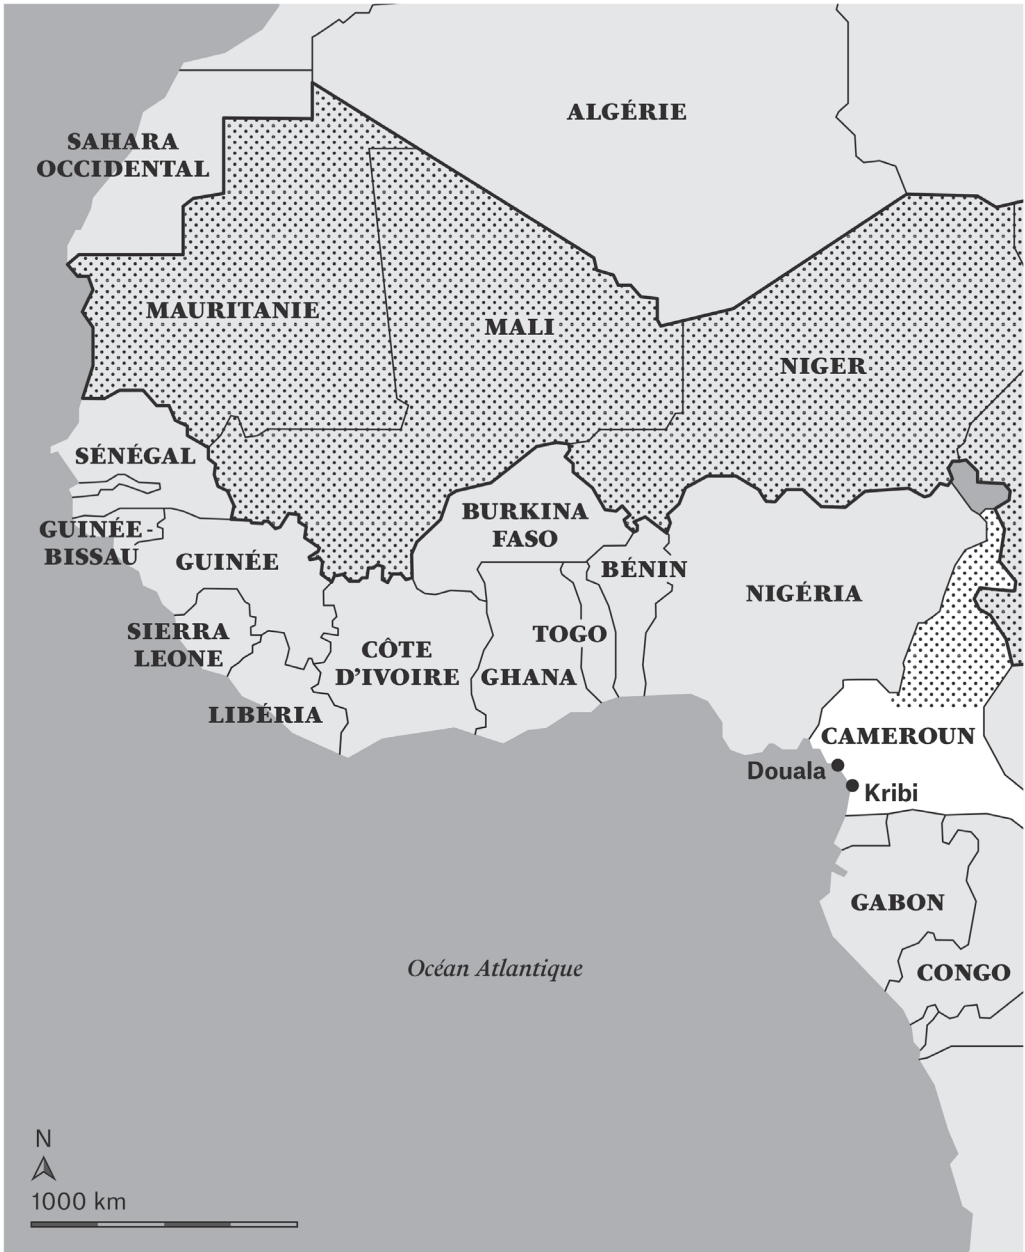 ALGÉRIE
SAHARA
OCCIDENTAL
MAURITANIE
MALI
NIGER
SÉNÉGAL
BURKINA
FASO
GUINÉE-
BISSAU
GUINÉE
BÉNIN
NIGÉRIA
SIERRA
LEONE
TOGO
CÔTE
D'IVOIRE
GHANA
LIBÉRIA
CAMEROUN
Douala
Kribi
GABON
Océan Atlantique
CONGO
N
1000 km